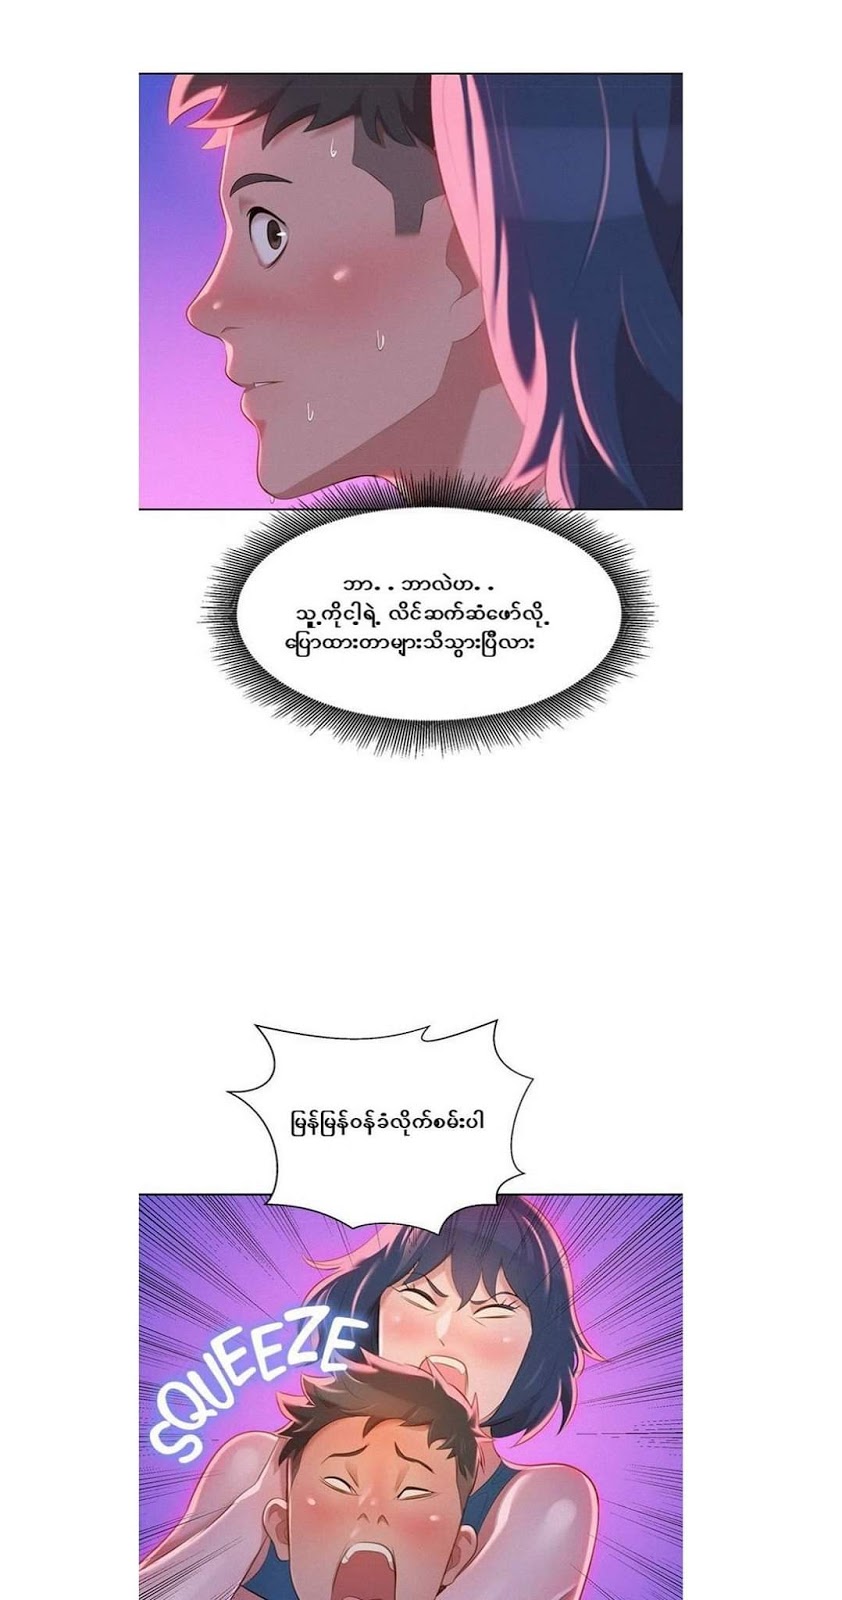 ဘာ. . ဘာလဲဟ. .
သူ့ကိုငါ့ရဲ့ လိင်ဆက်ဆံဖော်လို့
ပြောထားတာများသိသွားပြီလား
မြန်မြန်ဝန်ခံလိုက်စမ်းပါ
SQUEEZE